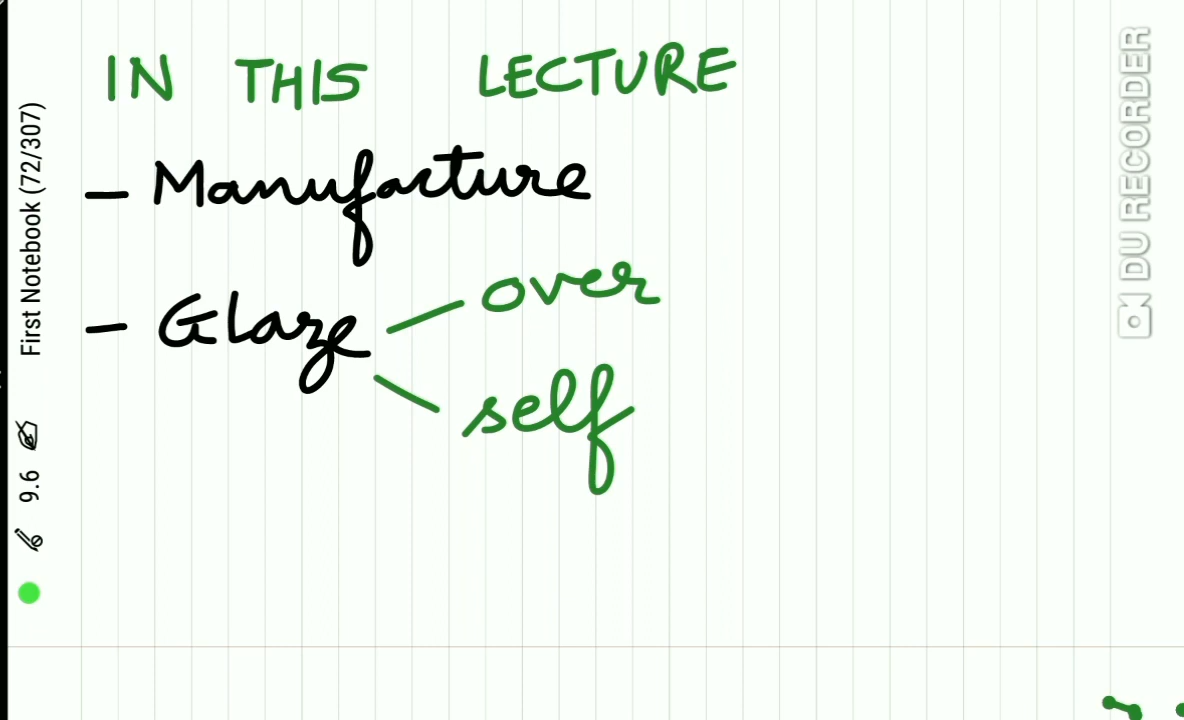 IN THIS LECTURE
- Manufacture
- Glaze
over
self
First Notebook (72/307)
9.6
DU RECORDER